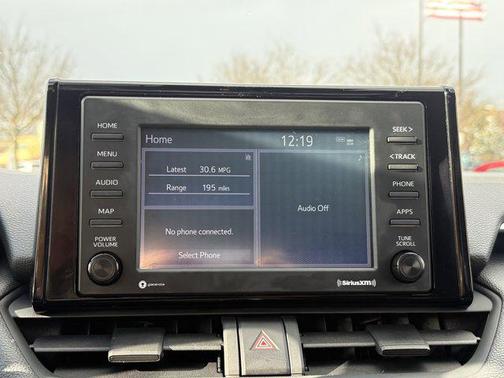 HOME
MENU
AUDIO
MAP
POWER
VOLUME
Home 12:19
Latest 30.6 MPG
Range 195 miles
No phone connected.
Select Phone
Audio Off
SEEK >
< TRACK
PHONE
APPS
TUNE
SCROLL
gracenote
SiriusXM